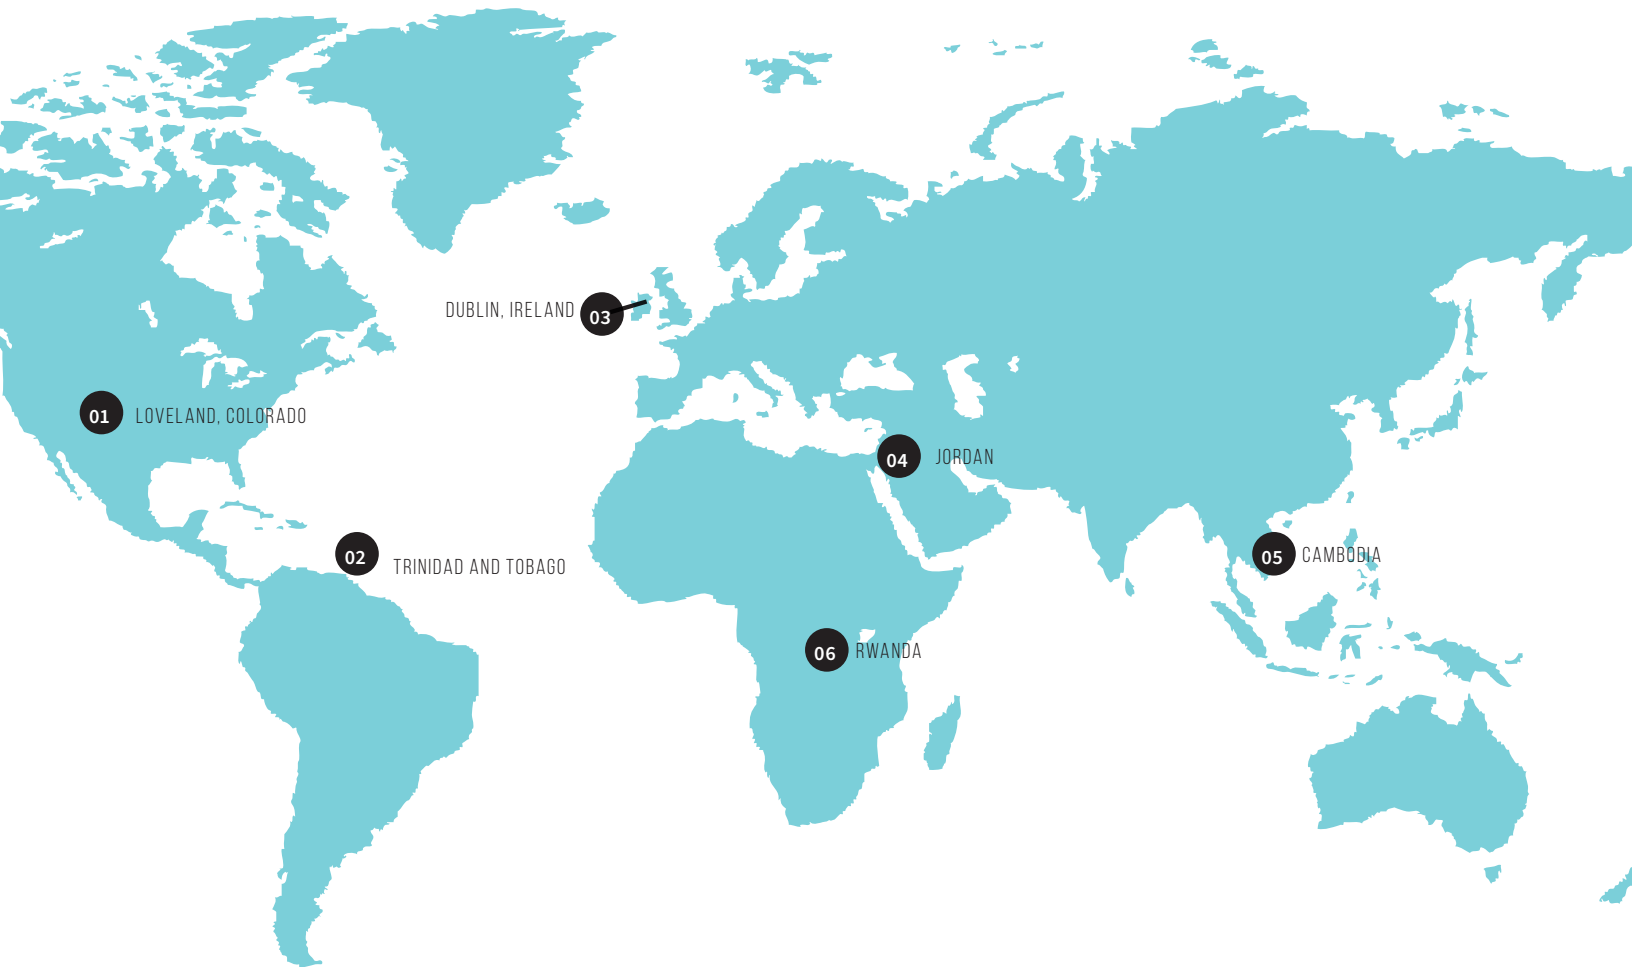 03 DUBLIN, IRELAND
01 LOVELAND, COLORADO
04 JORDAN
02 TRINIDAD AND TOBAGO
05 CAMBODIA
06 RWANDA